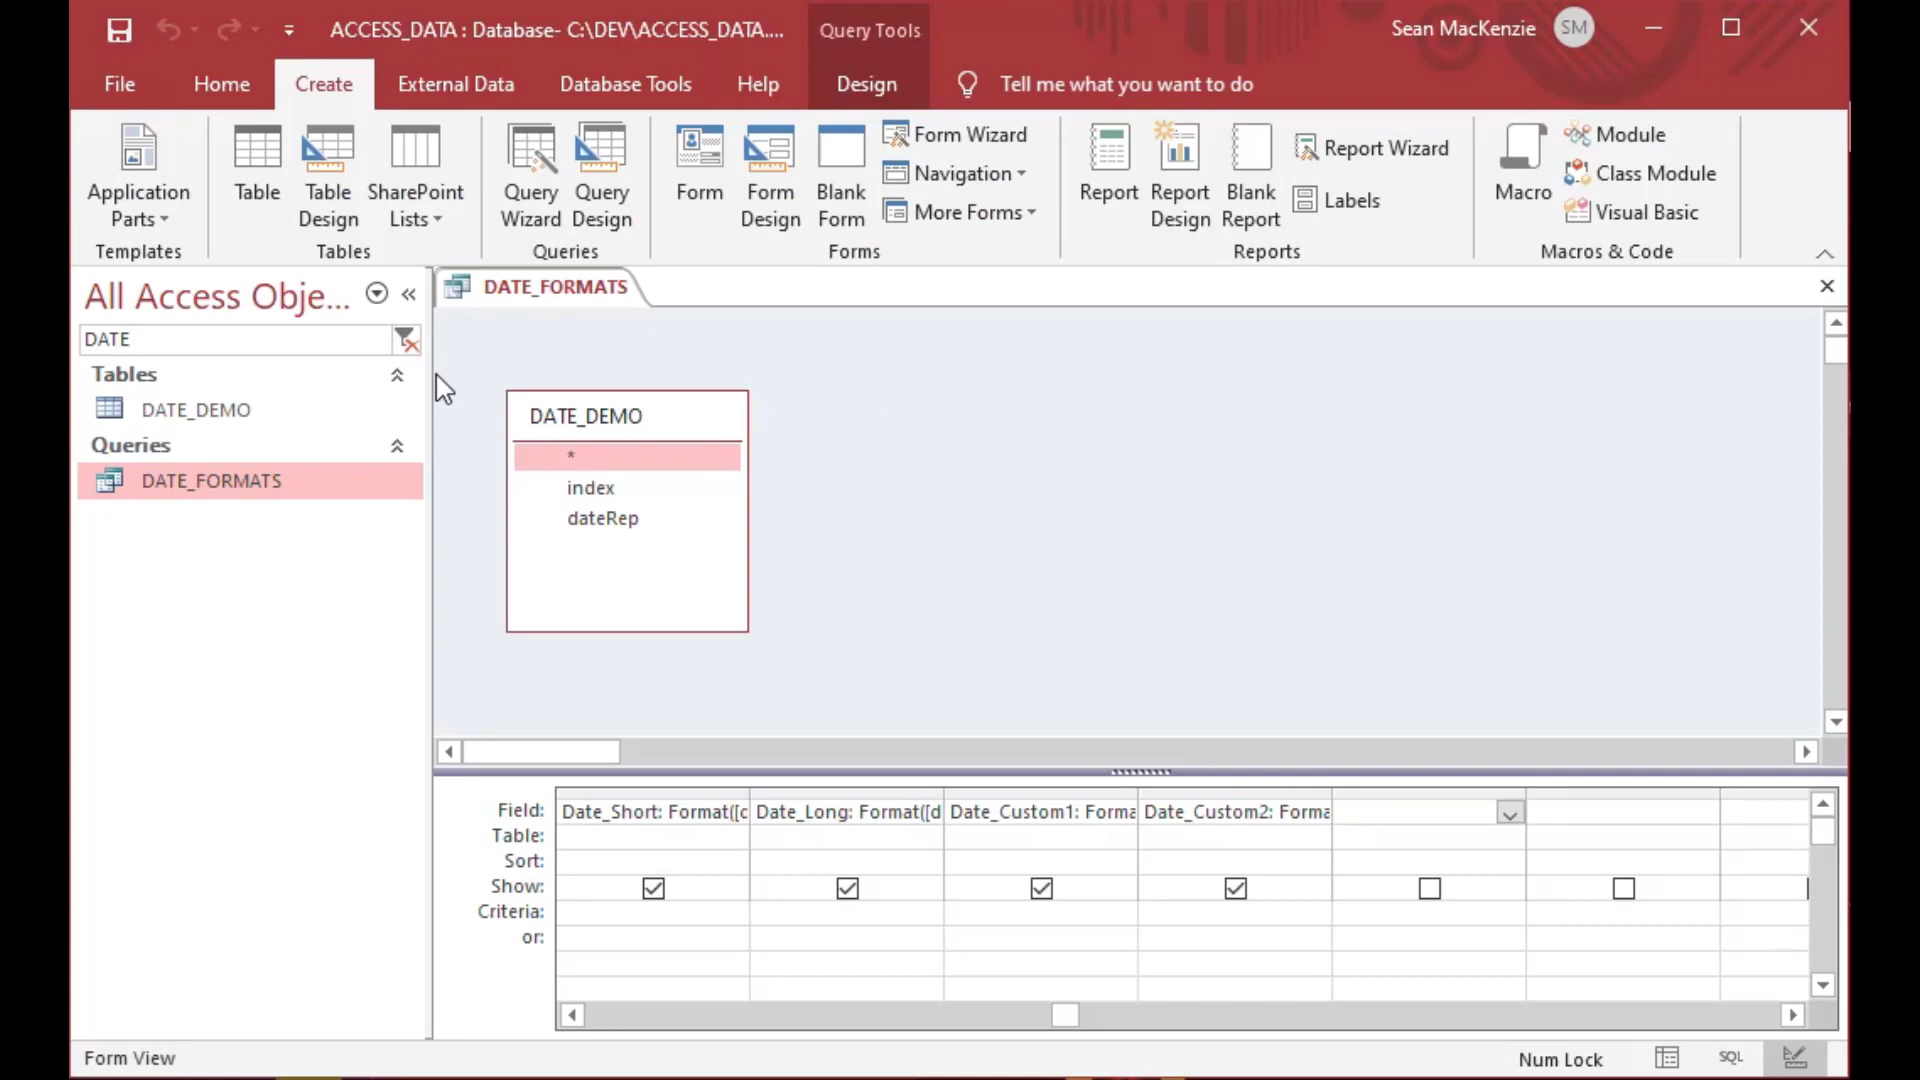 ACCESS_DATA : Database- C:\DEV\ACCESS_DATA....
Query Tools
Sean MacKenzie
SM
File
Home
Create
External Data
Database Tools
Help
Design
Tell me what you want to do
Application
Parts
Templates
Table
Table
Design
SharePoint
Lists
Tables
Query
Wizard
Query
Design
Queries
Form
Form
Design
Blank
Form
Form Wizard
Navigation
More Forms
Forms
Report
Report
Design
Blank
Report
Report Wizard
Labels
Reports
Macro
Module
Class Module
Visual Basic
Macros & Code
All Access Obje...
DATE
Tables
DATE_DEMO
Queries
DATE_FORMATS
DATE_FORMATS
DATE_DEMO
*
index
dateRep
Field:
Table:
Sort:
Show:
Criteria:
or:
Date_Short: Format([d
Date_Long: Format([d
Date_Custom1: Forma
Date_Custom2: Forma
Form View
Num Lock
SQL